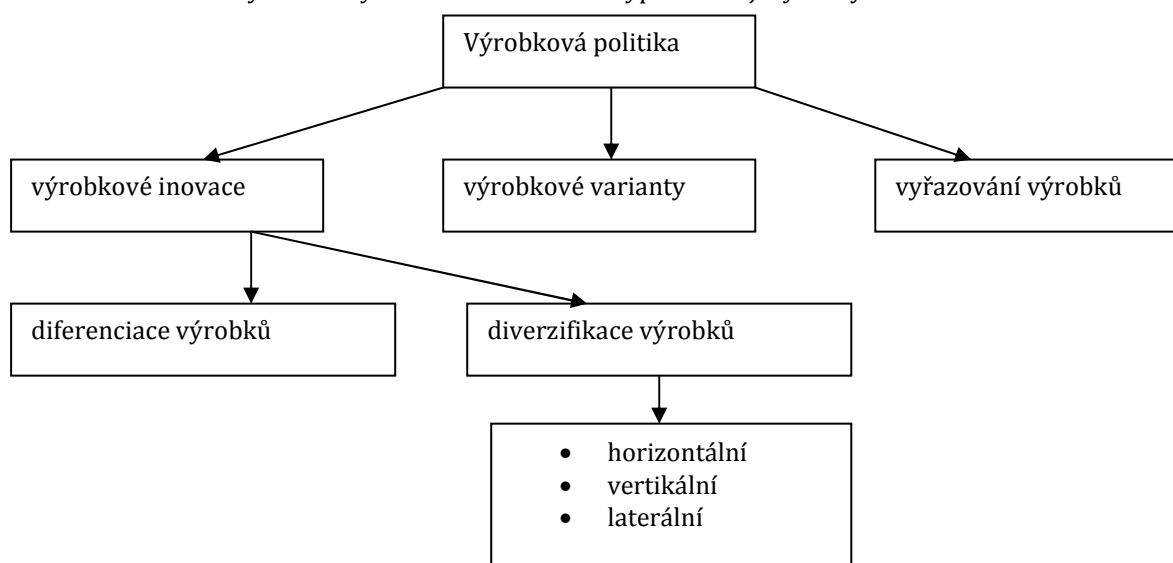 Výrobková politika
výrobkové inovace
výrobkové varianty
vyřazování výrobků
diferenciace výrobků
diverzifikace výrobků
• horizontální
• vertikální
• laterální